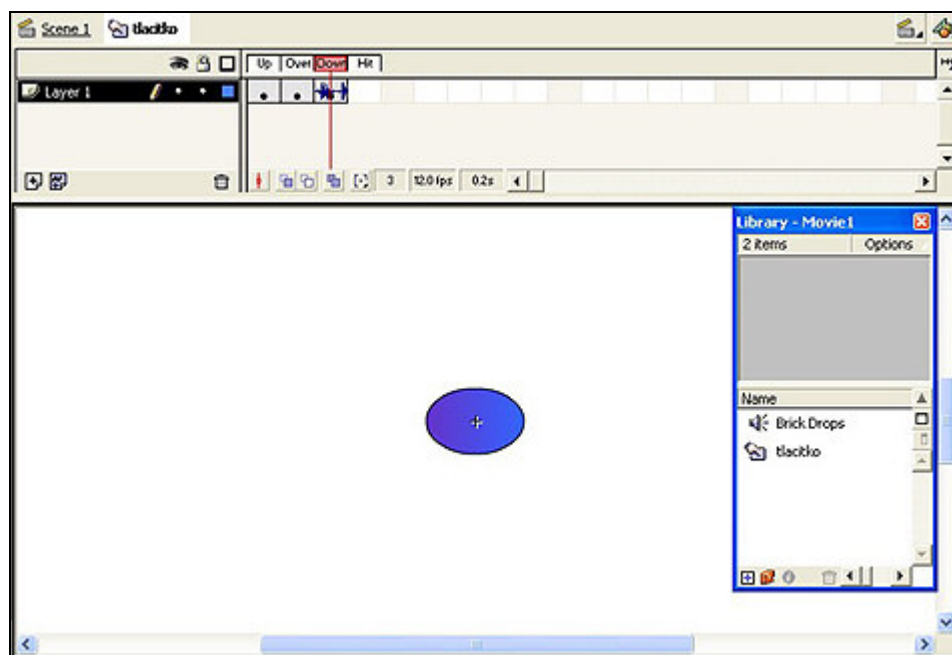 Scene 1 tlacitko
Up Over Down Hit
Layer 1
3 12.0 fps 0.2s
Library - Movie1
2 items Options
Name
Brick Drops
tlacitko